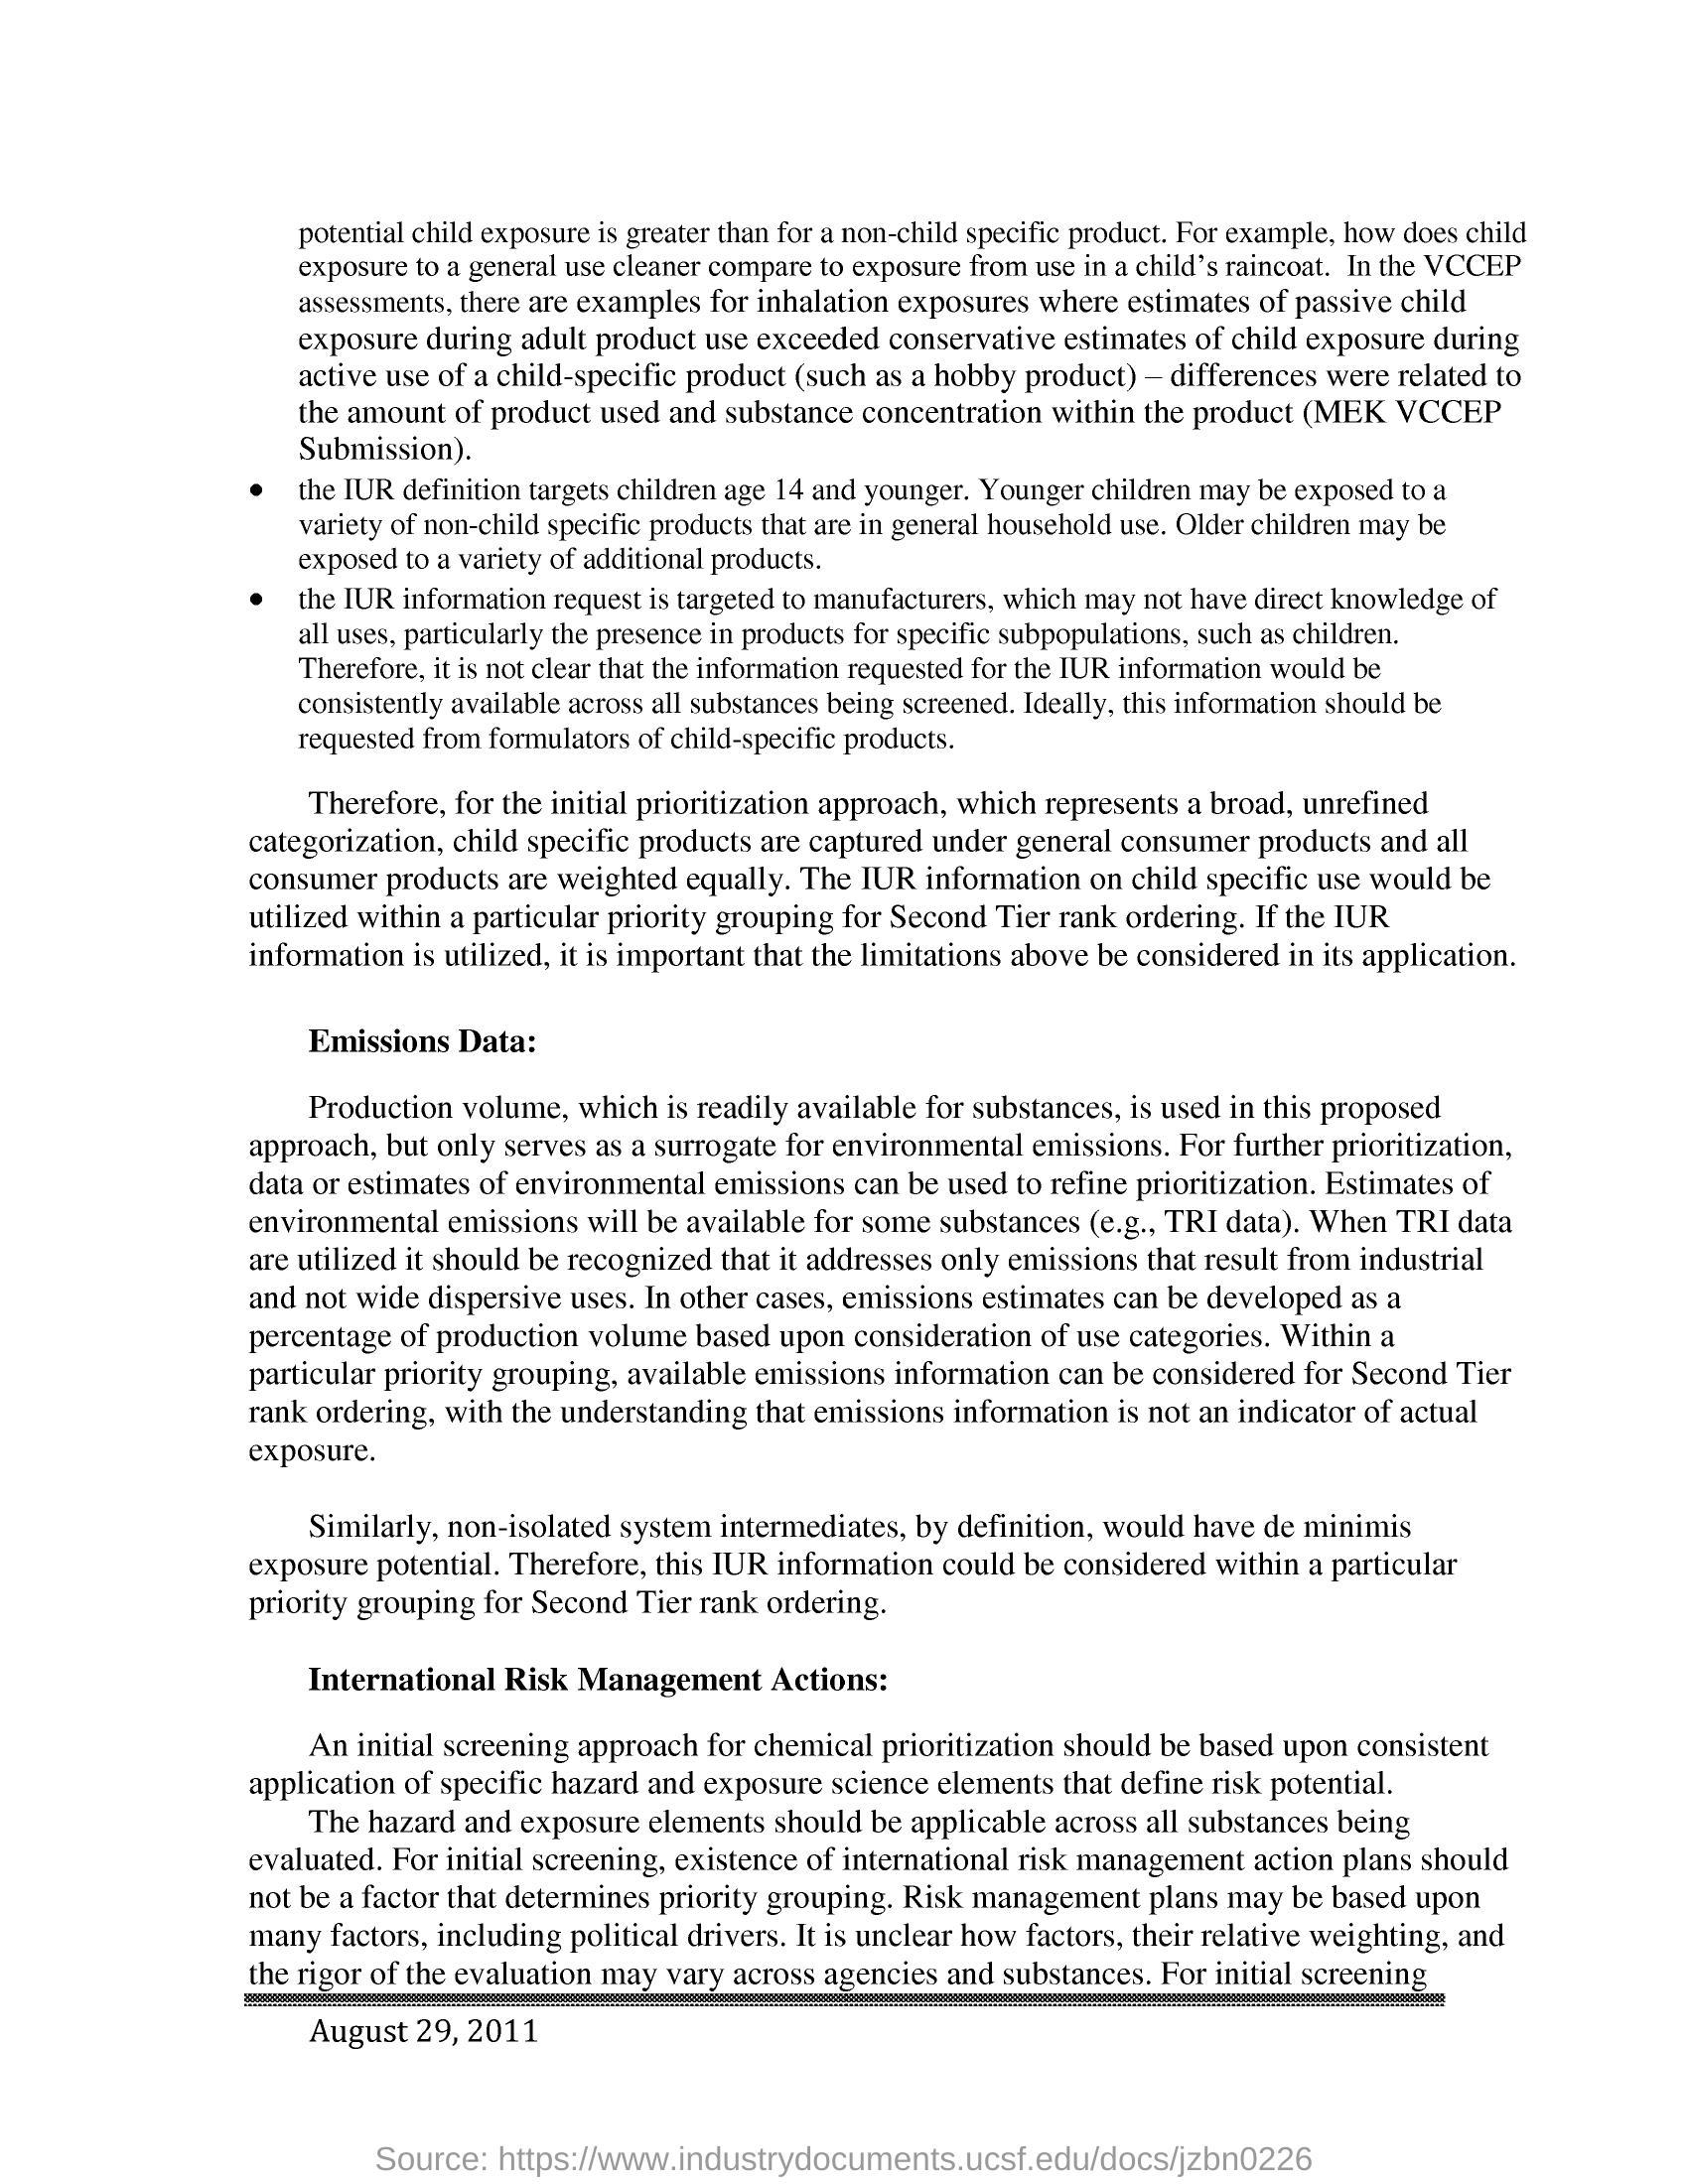 potential child exposure is greater than for a non-child specific product. For example, how does child
exposure to a general use cleaner compare to exposure from use in a child's raincoat.  In the VCCEP
assessments, there are examples for inhalation exposures where estimates of passive child
exposure during adult product use exceeded conservative estimates of child exposure during
active use of a child-specific product (such as a hobby product) – differences were related to
the amount of product used and substance concentration within the product (MEK VCCEP
Submission).
• the IUR definition targets children age 14 and younger. Younger children may be exposed to a
variety of non-child specific products that are in general household use. Older children may be
exposed to a variety of additional products.
• the IUR information request is targeted to manufacturers, which may not have direct knowledge of
all uses, particularly the presence in products for specific subpopulations, such as children.
Therefore, it is not clear that the information requested for the IUR information would be
consistently available across all substances being screened. Ideally, this information should be
requested from formulators of child-specific products.
Therefore, for the initial prioritization approach, which represents a broad, unrefined
categorization, child specific products are captured under general consumer products and all
consumer products are weighted equally. The IUR information on child specific use would be
utilized within a particular priority grouping for Second Tier rank ordering. If the IUR
information is utilized, it is important that the limitations above be considered in its application.
Emissions Data:
Production volume, which is readily available for substances, is used in this proposed
approach, but only serves as a surrogate for environmental emissions. For further prioritization,
data or estimates of environmental emissions can be used to refine prioritization. Estimates of
environmental emissions will be available for some substances (e.g., TRI data). When TRI data
are utilized it should be recognized that it addresses only emissions that result from industrial
and not wide dispersive uses. In other cases, emissions estimates can be developed as a
percentage of production volume based upon consideration of use categories. Within a
particular priority grouping, available emissions information can be considered for Second Tier
rank ordering, with the understanding that emissions information is not an indicator of actual
exposure.
Similarly, non-isolated system intermediates, by definition, would have de minimis
exposure potential. Therefore, this IUR information could be considered within a particular
priority grouping for Second Tier rank ordering.
International Risk Management Actions:
An initial screening approach for chemical prioritization should be based upon consistent
application of specific hazard and exposure science elements that define risk potential.
The hazard and exposure elements should be applicable across all substances being
evaluated. For initial screening, existence of international risk management action plans should
not be a factor that determines priority grouping. Risk management plans may be based upon
many factors, including political drivers. It is unclear how factors, their relative weighting, and
the rigor of the evaluation may vary across agencies and substances. For initial screening
August 29, 2011
Source: https://www.industrydocuments.ucsf.edu/docs/jzbn0226